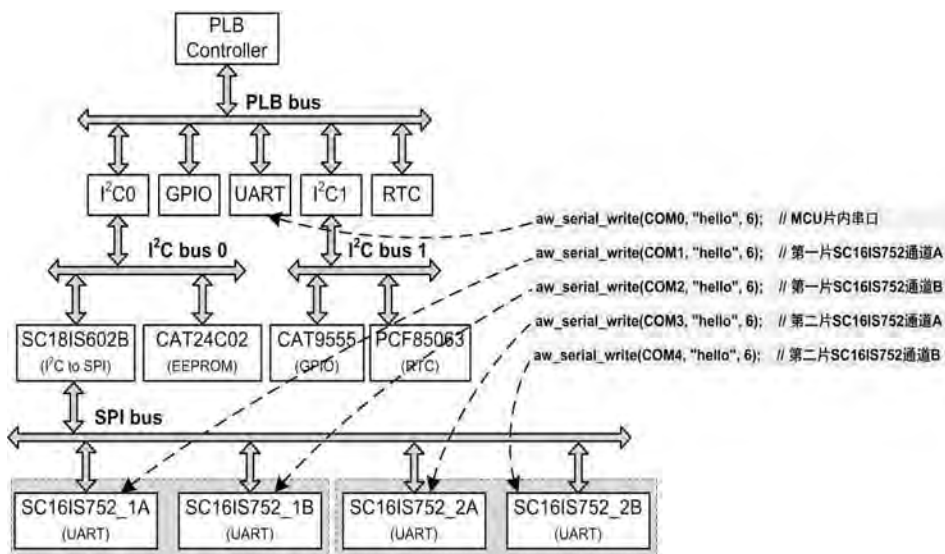 PLB
Controller
PLB bus
I²C0
GPIO
UART
I²C1
RTC
aw_serial_write(COM0, "hello", 6); // MCU片内串口
I²C bus 0
I²C bus 1
aw_serial_write(COM1, "hello", 6); // 第一片SC16IS752通道A
aw_serial_write(COM2, "hello", 6); // 第一片SC16IS752通道B
aw_serial_write(COM3, "hello", 6); // 第二片SC16IS752通道A
aw_serial_write(COM4, "hello", 6); // 第二片SC16IS752通道B
SC18IS602B
(I²C to SPI)
CAT24C02
(EEPROM)
CAT9555
(GPIO)
PCF85063
(RTC)
SPI bus
SC16IS752_1A
(UART)
SC16IS752_1B
(UART)
SC16IS752_2A
(UART)
SC16IS752_2B
(UART)